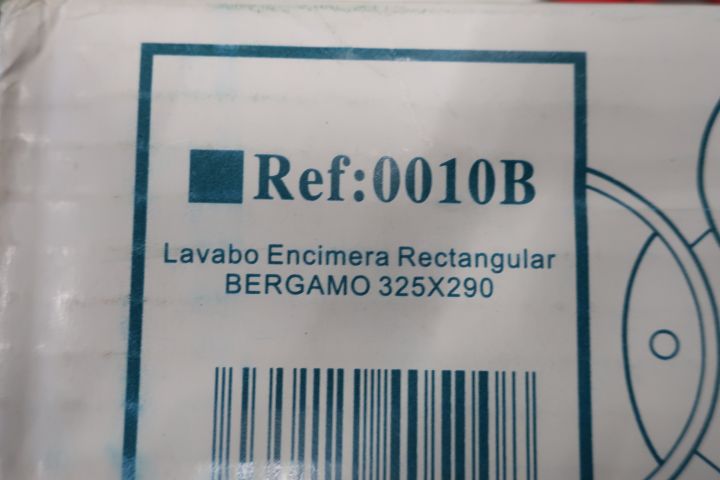 Ref:0010B
Lavabo Encimera Rectangular
BERGAMO 325X290